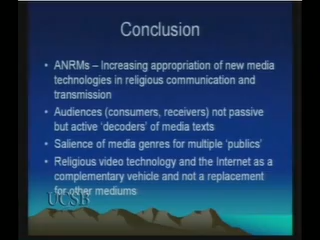 Conclusion
• ANRMs – Increasing appropriation of new media
technologies in religious communication and
transmission
• Audiences (consumers, receivers) not passive
but active 'decoders' of media texts
• Salience of media genres for multiple 'publics'
• Religious video technology and the Internet as a
complementary vehicle and not a replacement
for other mediums
UCSB